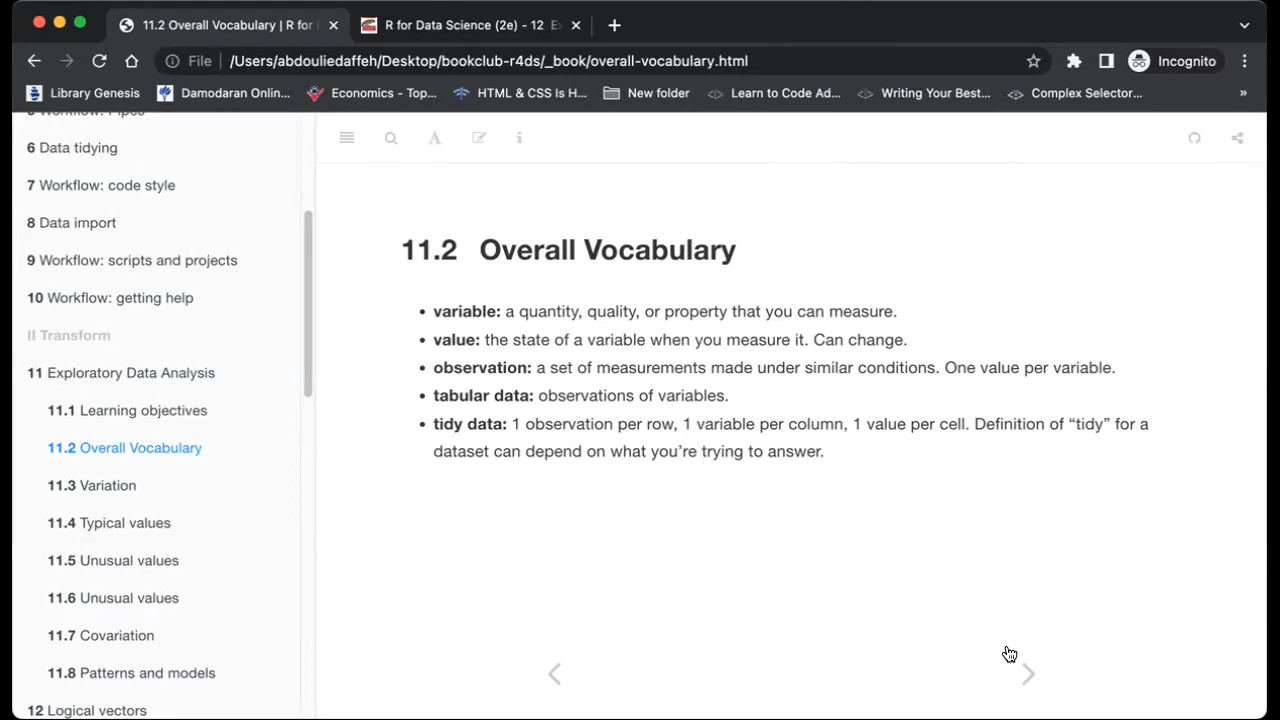 11.2 Overall Vocabulary | R for
R for Data Science (2e) - 12 Ex
File /Users/abdouliedaffeh/Desktop/bookclub-r4ds/_book/overall-vocabulary.html
Incognito
Library Genesis
Damodaran Onlin...
Economics - Top...
HTML & CSS Is H...
New folder
Learn to Code Ad...
Writing Your Best...
Complex Selector...
»
5 Workflow: Pipes
6 Data tidying
7 Workflow: code style
8 Data import
9 Workflow: scripts and projects
10 Workflow: getting help
II Transform
11 Exploratory Data Analysis
11.1 Learning objectives
11.2 Overall Vocabulary
11.3 Variation
11.4 Typical values
11.5 Unusual values
11.6 Unusual values
11.7 Covariation
11.8 Patterns and models
12 Logical vectors
11.2 Overall Vocabulary
• variable: a quantity, quality, or property that you can measure.
• value: the state of a variable when you measure it. Can change.
• observation: a set of measurements made under similar conditions. One value per variable.
• tabular data: observations of variables.
• tidy data: 1 observation per row, 1 variable per column, 1 value per cell. Definition of “tidy” for a
dataset can depend on what you’re trying to answer.